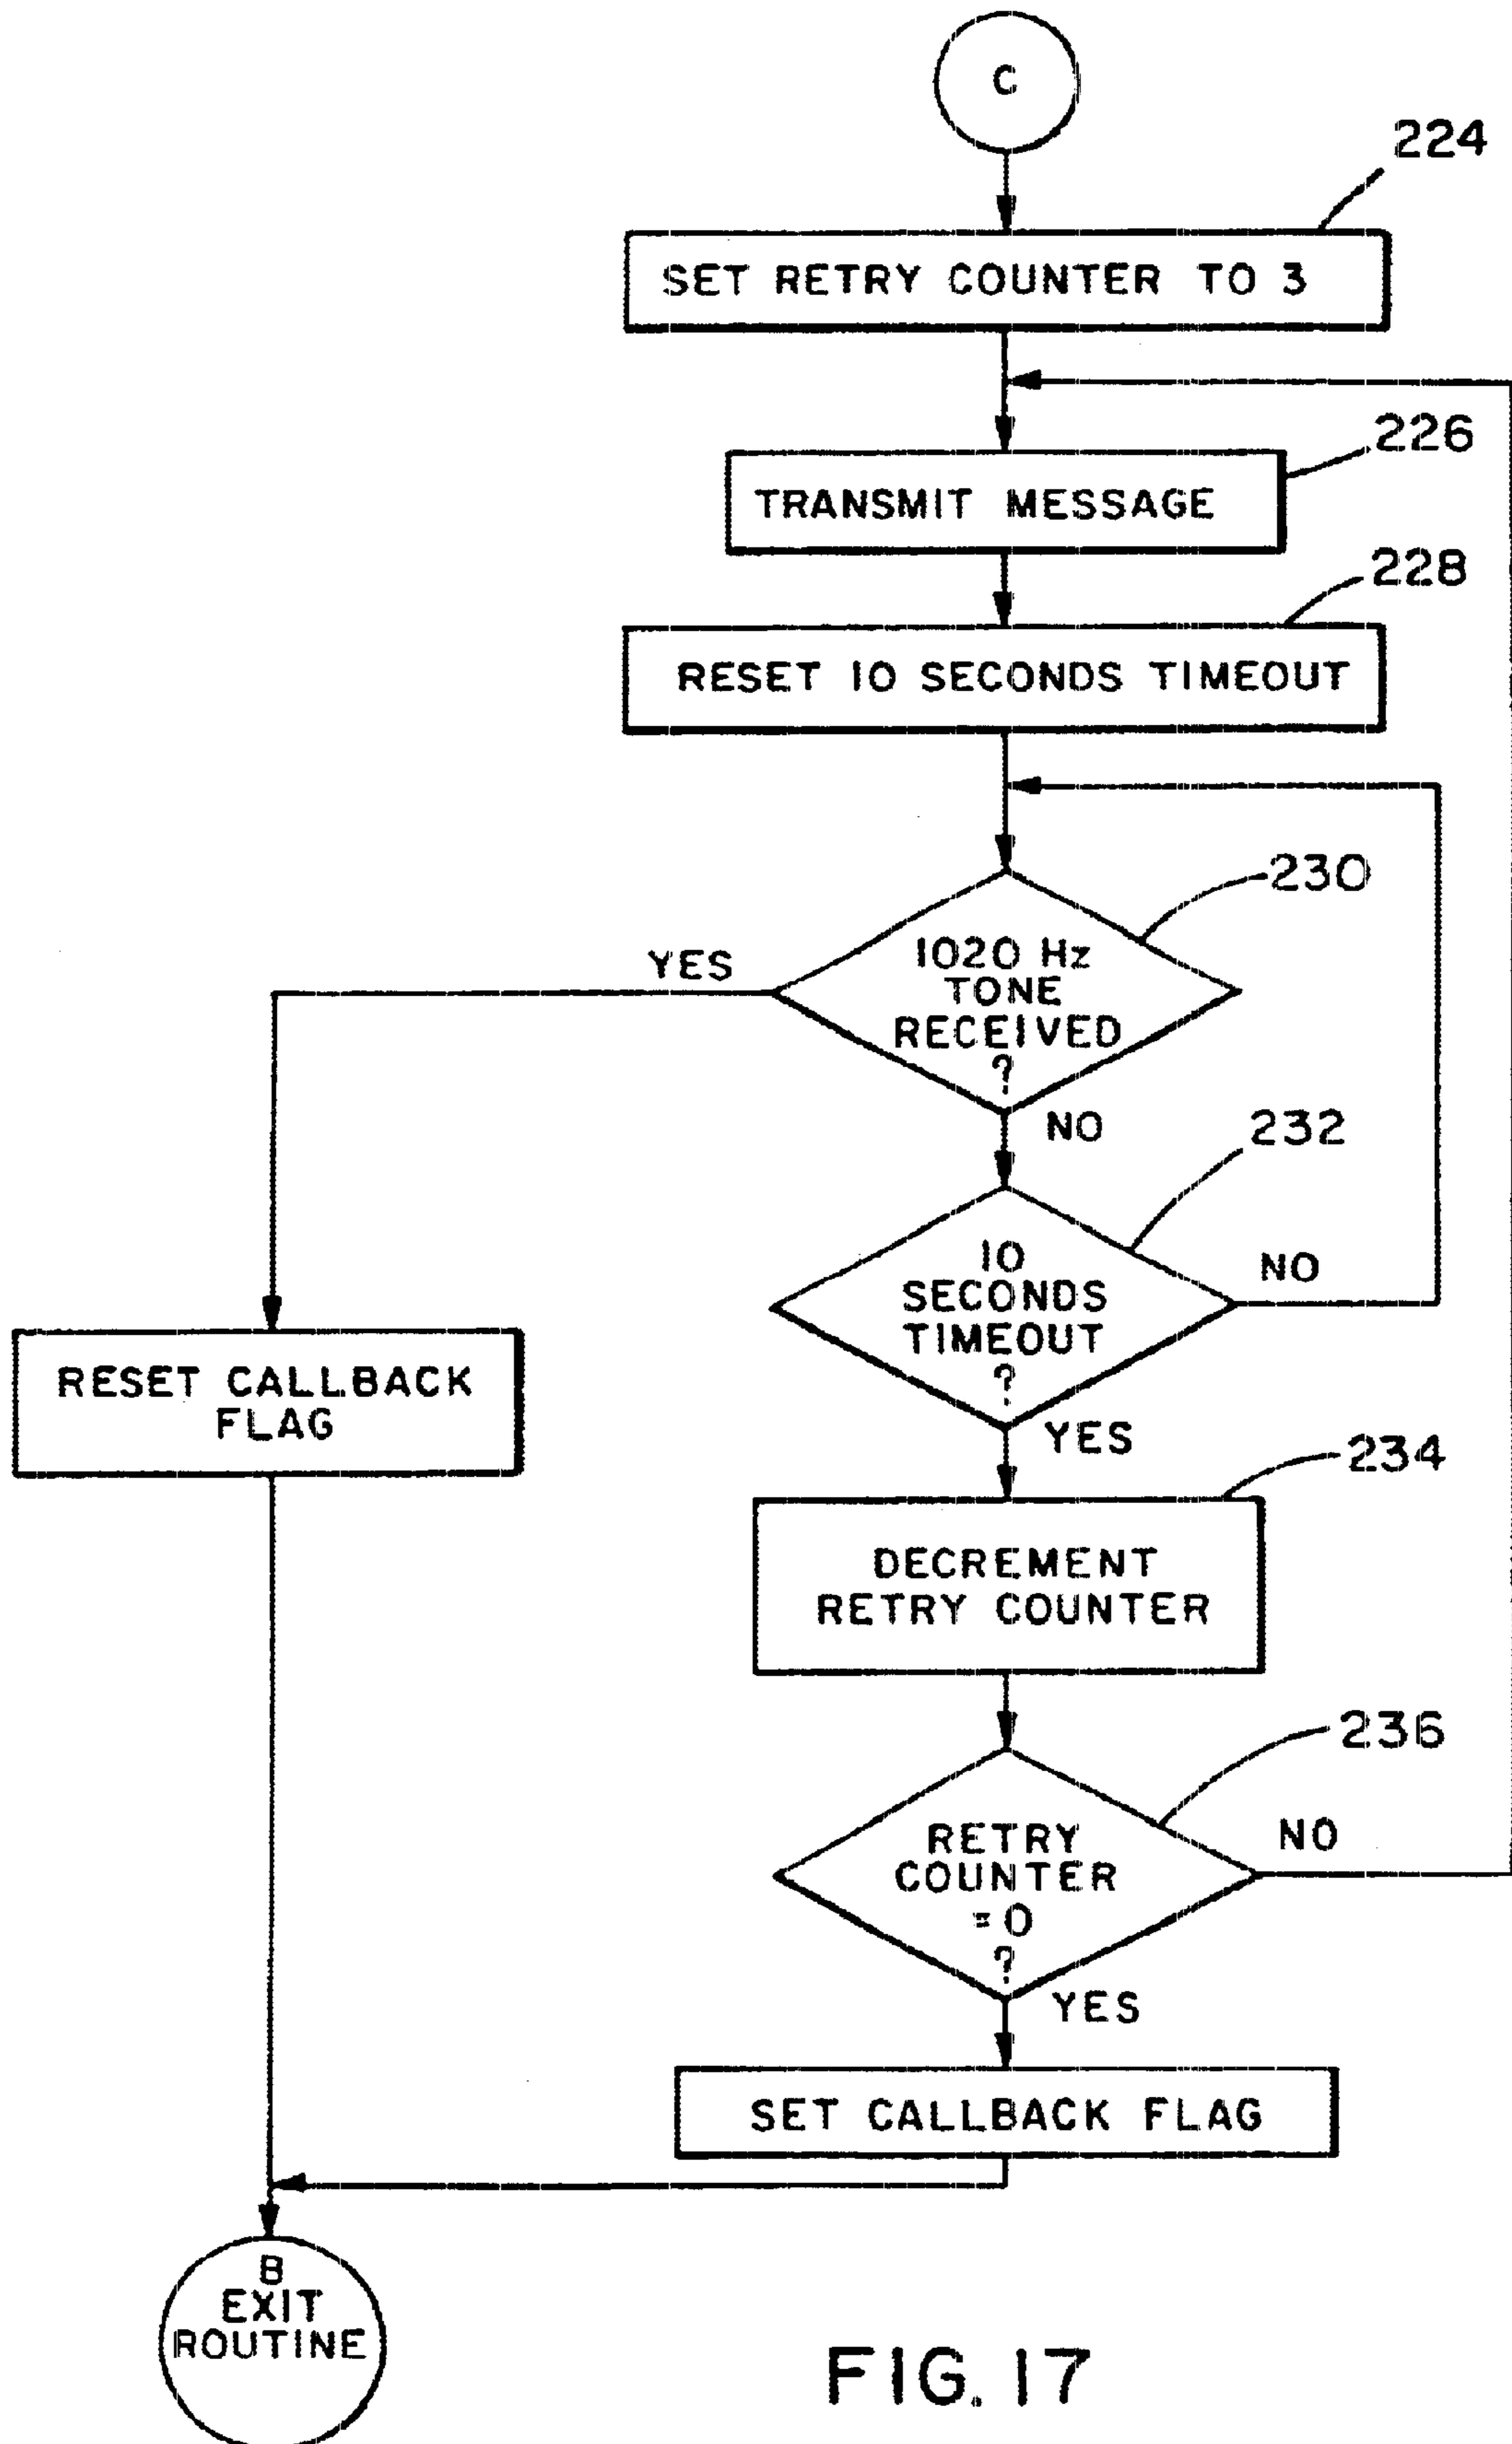 C
224
SET RETRY COUNTER TO 3
226
TRANSMIT MESSAGE
228
RESET 10 SECONDS TIMEOUT
230
YES
1020 Hz
TONE
RECEIVED
?
NO
232
10
SECONDS
TIMEOUT
?
NO
RESET CALLBACK
FLAG
YES
234
DECREMENT
RETRY COUNTER
236
RETRY
COUNTER
=0
?
NO
YES
SET CALLBACK FLAG
B
EXIT
ROUTINE
FIG. 17